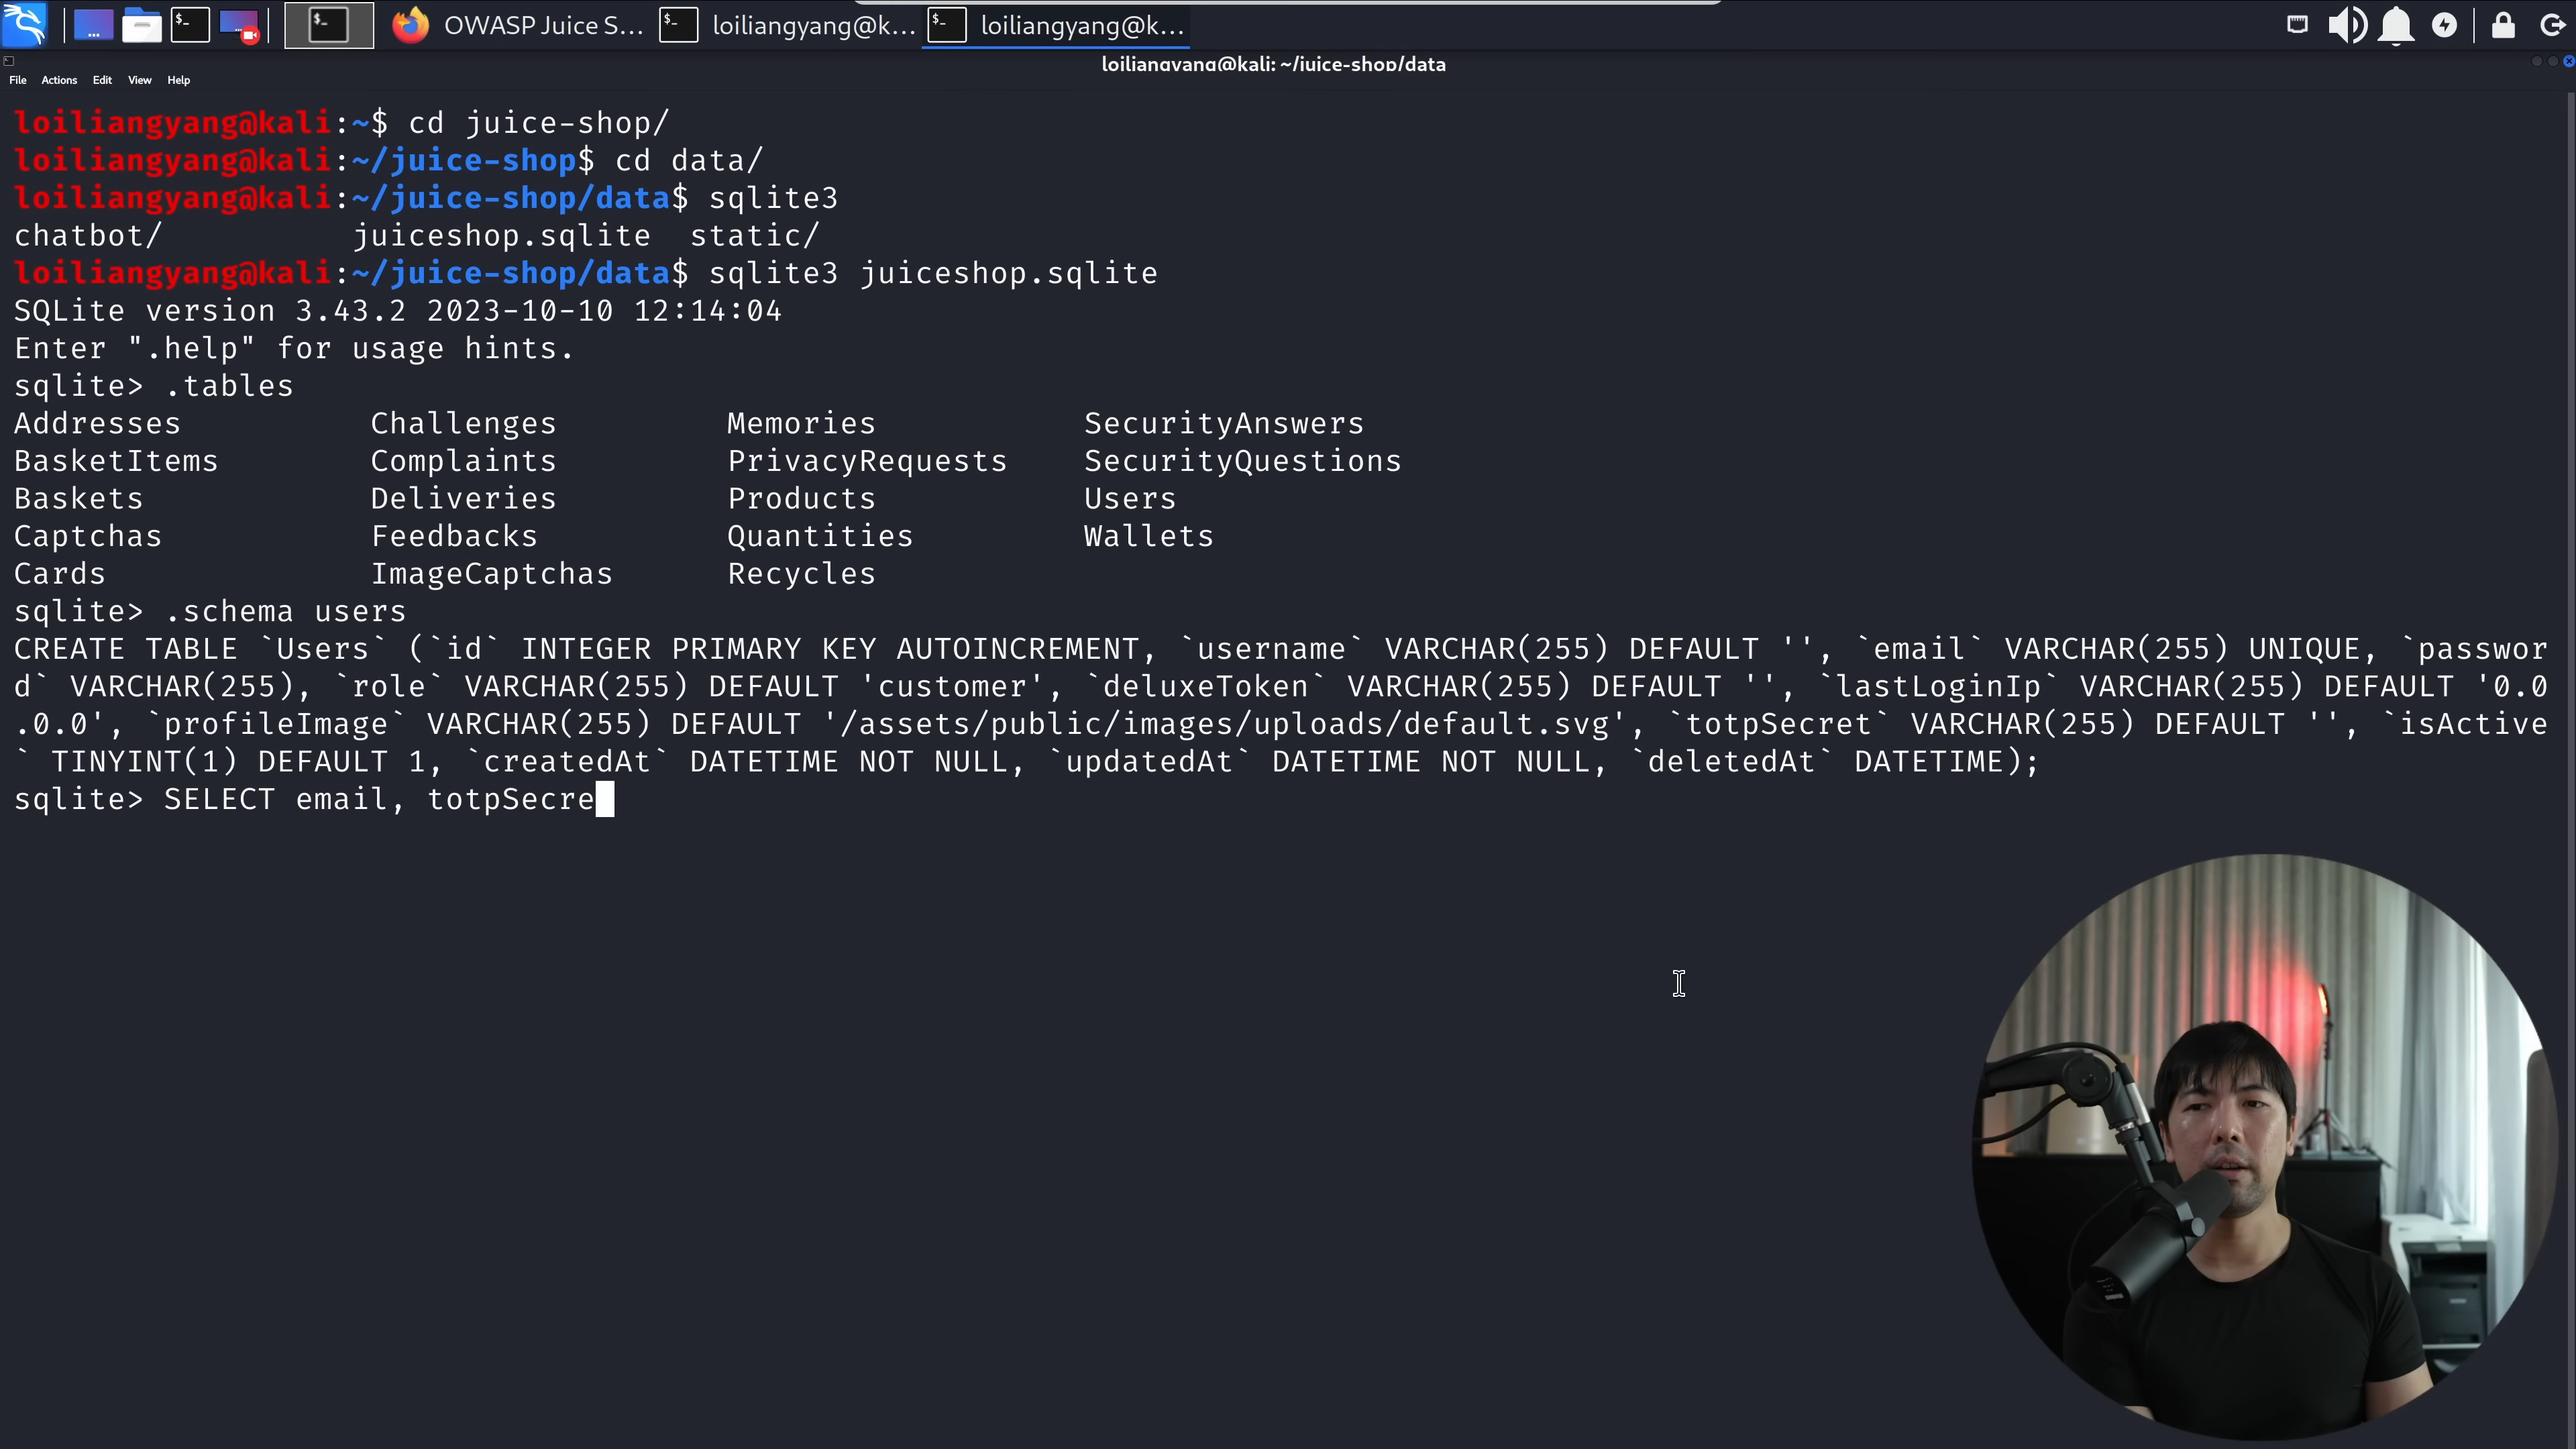 OWASP Juice S... loiliangyang@k... loiliangyang@k...
loiliangyang@kali: ~/juice-shop/data
File Actions Edit View Help
loiliangyang@kali:~$ cd juice-shop/
loiliangyang@kali:~/juice-shop$ cd data/
loiliangyang@kali:~/juice-shop/data$ sqlite3
chatbot/ juiceshop.sqlite static/
loiliangyang@kali:~/juice-shop/data$ sqlite3 juiceshop.sqlite
SQLite version 3.43.2 2023-10-10 12:14:04
Enter ".help" for usage hints.
sqlite> .tables
Addresses Challenges Memories SecurityAnswers
BasketItems Complaints PrivacyRequests SecurityQuestions
Baskets Deliveries Products Users
Captchas Feedbacks Quantities Wallets
Cards ImageCaptchas Recycles
sqlite> .schema users
CREATE TABLE `Users` (`id` INTEGER PRIMARY KEY AUTOINCREMENT, `username` VARCHAR(255) DEFAULT '', `email` VARCHAR(255) UNIQUE, `passwor
d` VARCHAR(255), `role` VARCHAR(255) DEFAULT 'customer', `deluxeToken` VARCHAR(255) DEFAULT '', `lastLoginIp` VARCHAR(255) DEFAULT '0.0
.0.0', `profileImage` VARCHAR(255) DEFAULT '/assets/public/images/uploads/default.svg', `totpSecret` VARCHAR(255) DEFAULT '', `isActive
` TINYINT(1) DEFAULT 1, `createdAt` DATETIME NOT NULL, `updatedAt` DATETIME NOT NULL, `deletedAt` DATETIME);
sqlite> SELECT email, totpSecre